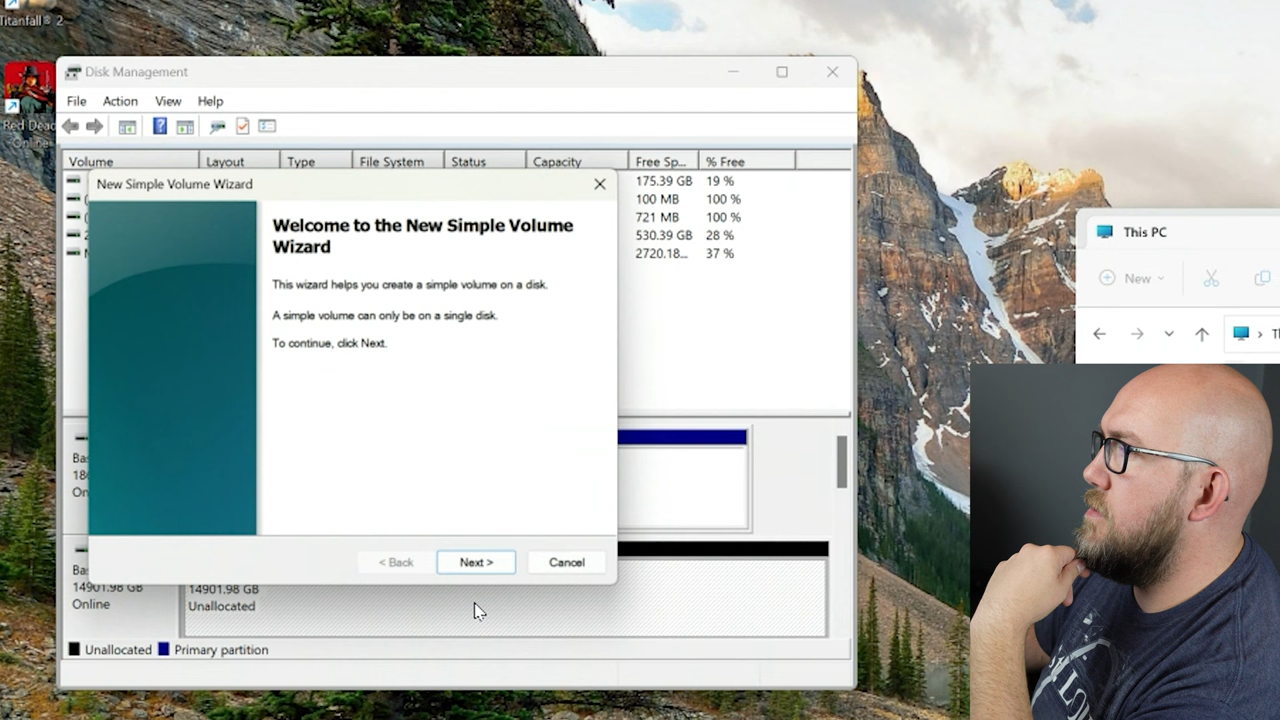 Titanfall® 2
Red Dead
Online
Disk Management
File Action View Help
Volume Layout Type File System Status Capacity Free Sp... % Free
175.39 GB 19 %
100 MB 100 %
721 MB 100 %
530.39 GB 28 %
2720.18... 37 %
New Simple Volume Wizard
Welcome to the New Simple Volume
Wizard
This wizard helps you create a simple volume on a disk.
A simple volume can only be on a single disk.
To continue, click Next.
< Back Next > Cancel
Bas
186
On
Bas
14901.98 GB
Online
14901.98 GB
Unallocated
Unallocated Primary partition
This PC
New